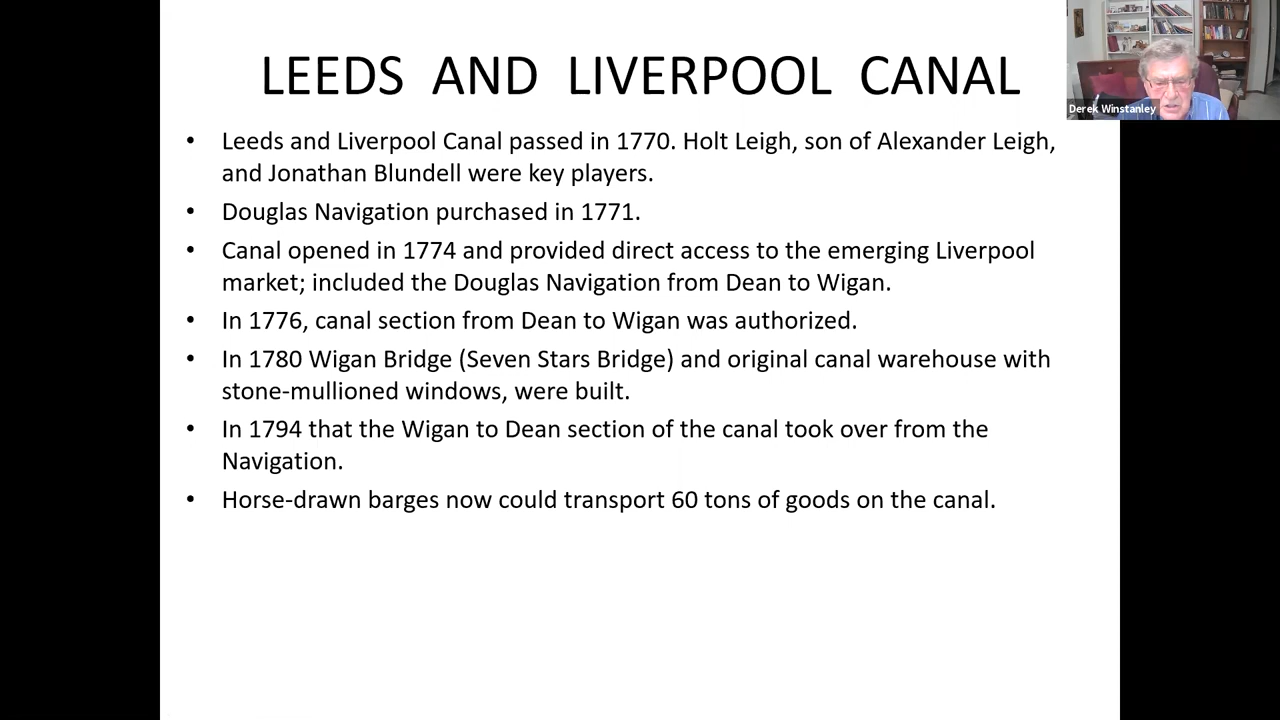 LEEDS AND LIVERPOOL CANAL
Derek Winstanley
• Leeds and Liverpool Canal passed in 1770. Holt Leigh, son of Alexander Leigh,
and Jonathan Blundell were key players.
• Douglas Navigation purchased in 1771.
• Canal opened in 1774 and provided direct access to the emerging Liverpool
market; included the Douglas Navigation from Dean to Wigan.
• In 1776, canal section from Dean to Wigan was authorized.
• In 1780 Wigan Bridge (Seven Stars Bridge) and original canal warehouse with
stone-mullioned windows, were built.
• In 1794 that the Wigan to Dean section of the canal took over from the
Navigation.
• Horse-drawn barges now could transport 60 tons of goods on the canal.